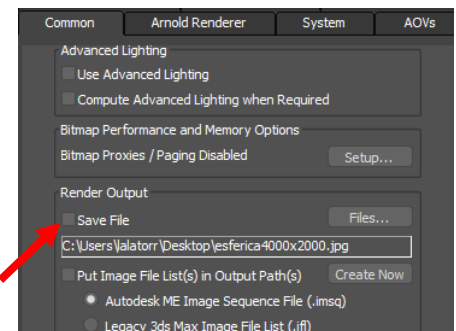 Common Arnold Renderer System AOVs
Advanced Lighting
Use Advanced Lighting
Compute Advanced Lighting when Required
Bitmap Performance and Memory Options
Bitmap Proxies / Paging Disabled Setup...
Render Output
Save File Files...
C:\Users\lalatorr\Desktop\esferica4000x2000.jpg
Put Image File List(s) in Output Path(s) Create Now
Autodesk ME Image Sequence File (.imsq)
Legacy 3ds Max Image File List (.ifl)